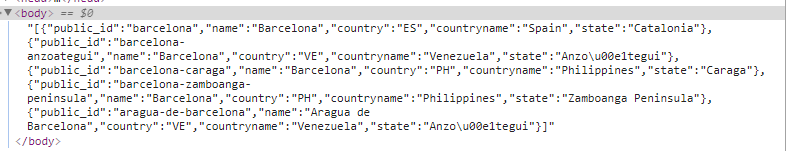 <body> == $0
"[{"public_id":"barcelona","name":"Barcelona","country":"ES","countryname":"Spain","state":"Catalonia"},
{"public_id":"barcelona-
anzoategui","name":"Barcelona","country":"VE","countryname":"Venezuela","state":"Anzo\u00e1tegui"},
{"public_id":"barcelona-caraga","name":"Barcelona","country":"PH","countryname":"Philippines","state":"Caraga"},
{"public_id":"barcelona-zamboanga-
peninsula","name":"Barcelona","country":"PH","countryname":"Philippines","state":"Zamboanga Peninsula"},
{"public_id":"aragua-de-barcelona","name":"Aragua de
Barcelona","country":"VE","countryname":"Venezuela","state":"Anzo\u00e1tegui"}]"
</body>